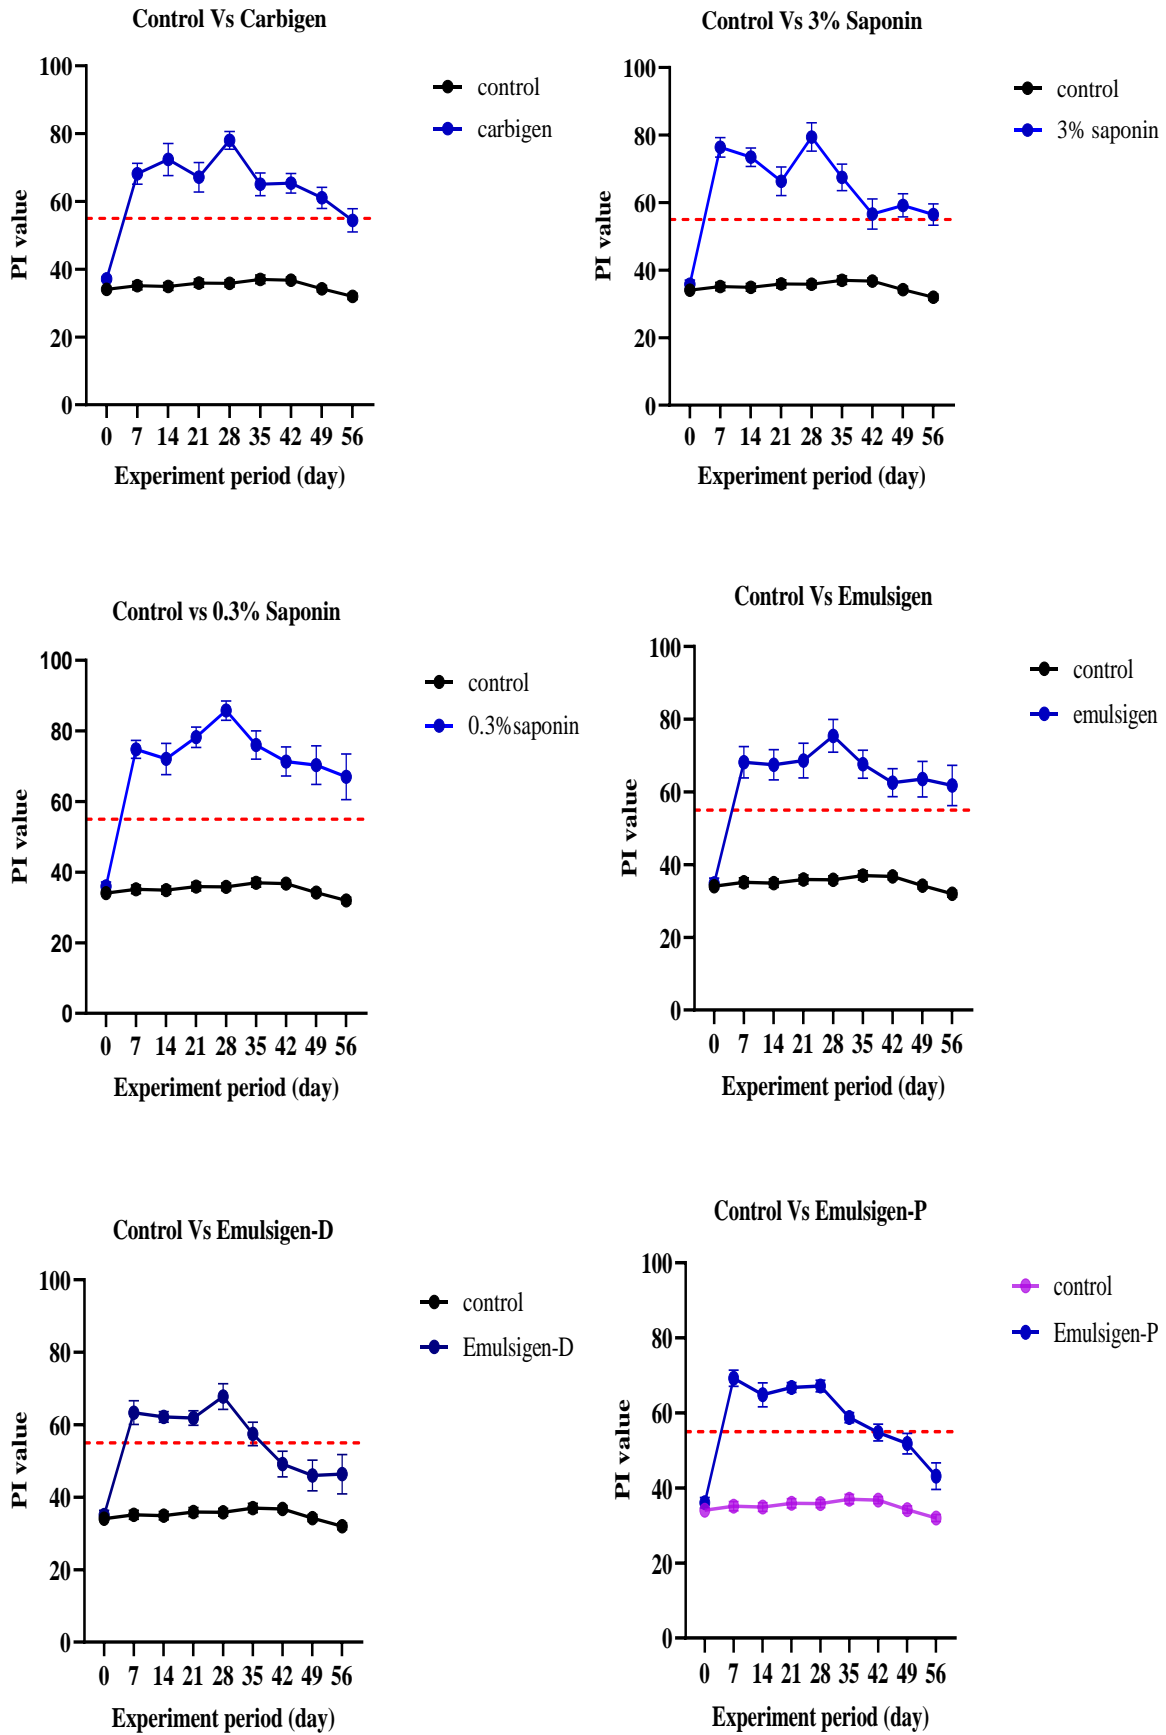 Control Vs Carbigen
100
80
60
40
20
0
PI value
0 7 14 21 28 35 42 49 56
Experiment period (day)
control
carbigen
Control Vs 3% Saponin
100
80
60
40
20
0
PI value
0 7 14 21 28 35 42 49 56
Experiment period (day)
control
3% saponin
Control vs 0.3% Saponin
100
80
60
40
20
0
PI value
0 7 14 21 28 35 42 49 56
Experiment period (day)
control
0.3%saponin
Control Vs Emulsigen
100
80
60
40
20
0
PI value
0 7 14 21 28 35 42 49 56
Experiment period (day)
control
emulsigen
Control Vs Emulsigen-D
100
80
60
40
20
0
PI value
0 7 14 21 28 35 42 49 56
Experiment period (day)
control
Emulsigen-D
Control Vs Emulsigen-P
100
80
60
40
20
0
PI value
0 7 14 21 28 35 42 49 56
Experiment period (day)
control
Emulsigen-P